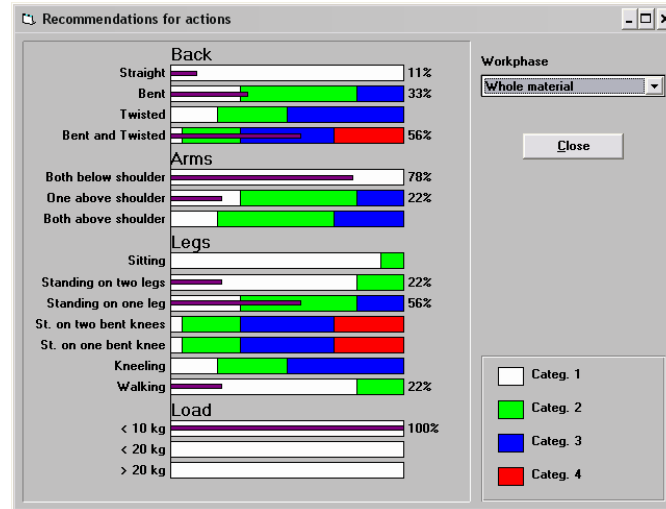 Recommendations for actions
Back
Straight 11%
Bent 33%
Twisted
Bent and Twisted 56%
Arms
Both below shoulder 78%
One above shoulder 22%
Both above shoulder
Legs
Sitting
Standing on two legs 22%
Standing on one leg 56%
St. on two bent knees
St. on one bent knee
Kneeling
Walking 22%
Load
< 10 kg 100%
< 20 kg
> 20 kg
Workphase
Whole material
Close
Categ. 1
Categ. 2
Categ. 3
Categ. 4